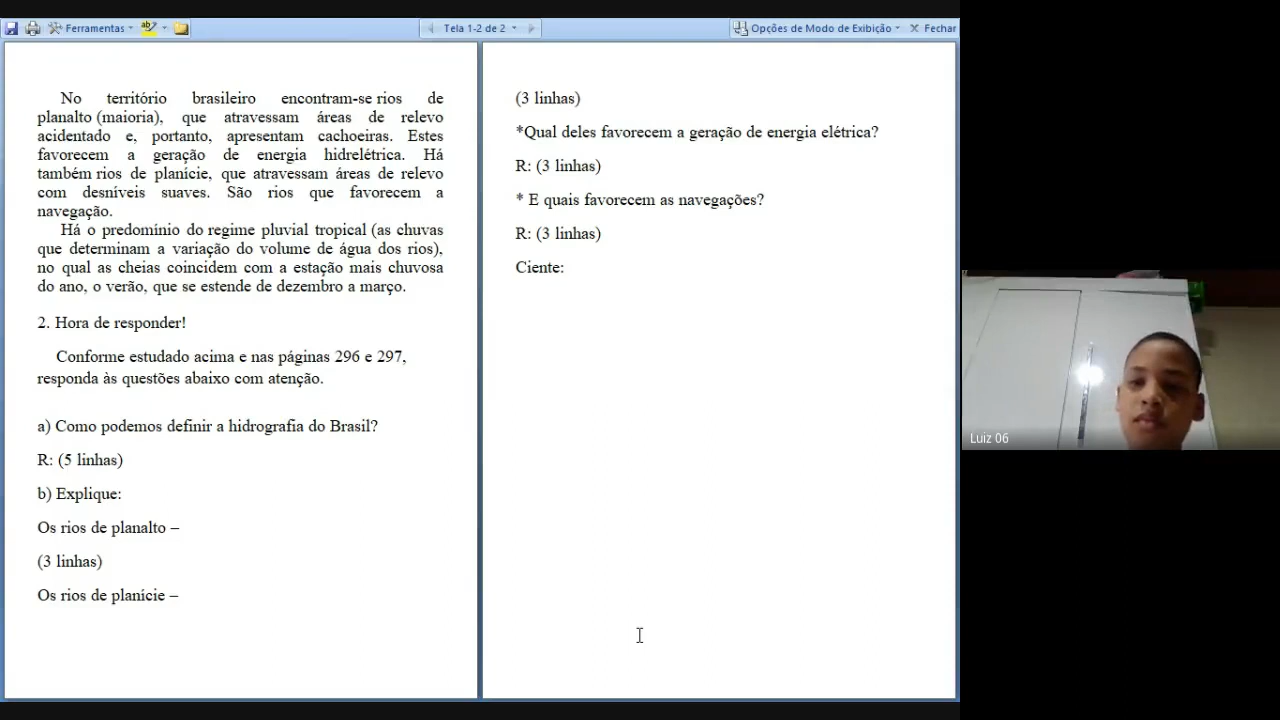 Ferramentas
Tela 1-2 de 2
Opções de Modo de Exibição
Fechar
No território brasileiro encontram-se rios de
planalto (maioria), que atravessam áreas de relevo
acidentado e, portanto, apresentam cachoeiras. Estes
favorecem a geração de energia hidrelétrica. Há
também rios de planície, que atravessam áreas de relevo
com desníveis suaves. São rios que favorecem a
navegação.
Há o predomínio do regime pluvial tropical (as chuvas
que determinam a variação do volume de água dos rios),
no qual as cheias coincidem com a estação mais chuvosa
do ano, o verão, que se estende de dezembro a março.
2. Hora de responder!
Conforme estudado acima e nas páginas 296 e 297,
responda às questões abaixo com atenção.
a) Como podemos definir a hidrografia do Brasil?
R: (5 linhas)
b) Explique:
Os rios de planalto –
(3 linhas)
Os rios de planície –
(3 linhas)
*Qual deles favorecem a geração de energia elétrica?
R: (3 linhas)
* E quais favorecem as navegações?
R: (3 linhas)
Ciente:
Luiz 06